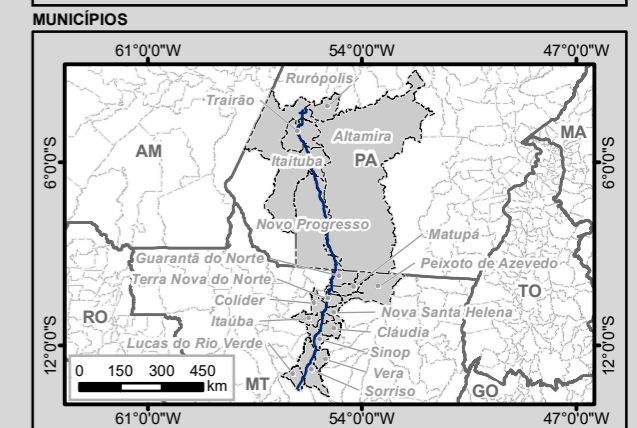 MUNICÍPIOS
61°0'0"W 54°0'0"W 47°0'0"W
Rurópolis
Trairão
Altamira
AM
MA
PA
Itaituba
6°0'0"S
6°0'0"S
Novo Progresso
Matupá
Guarantã do Norte
Peixoto de Azevedo
Terra Nova do Norte
TO
Colíder
Nova Santa Helena
RO
Itaúba
Cláudia
Lucas do Rio Verde
Sinop
12°0'0"S
12°0'0"S
Vera
0 150 300 450
km
MT
Sorriso
GO
61°0'0"W 54°0'0"W 47°0'0"W